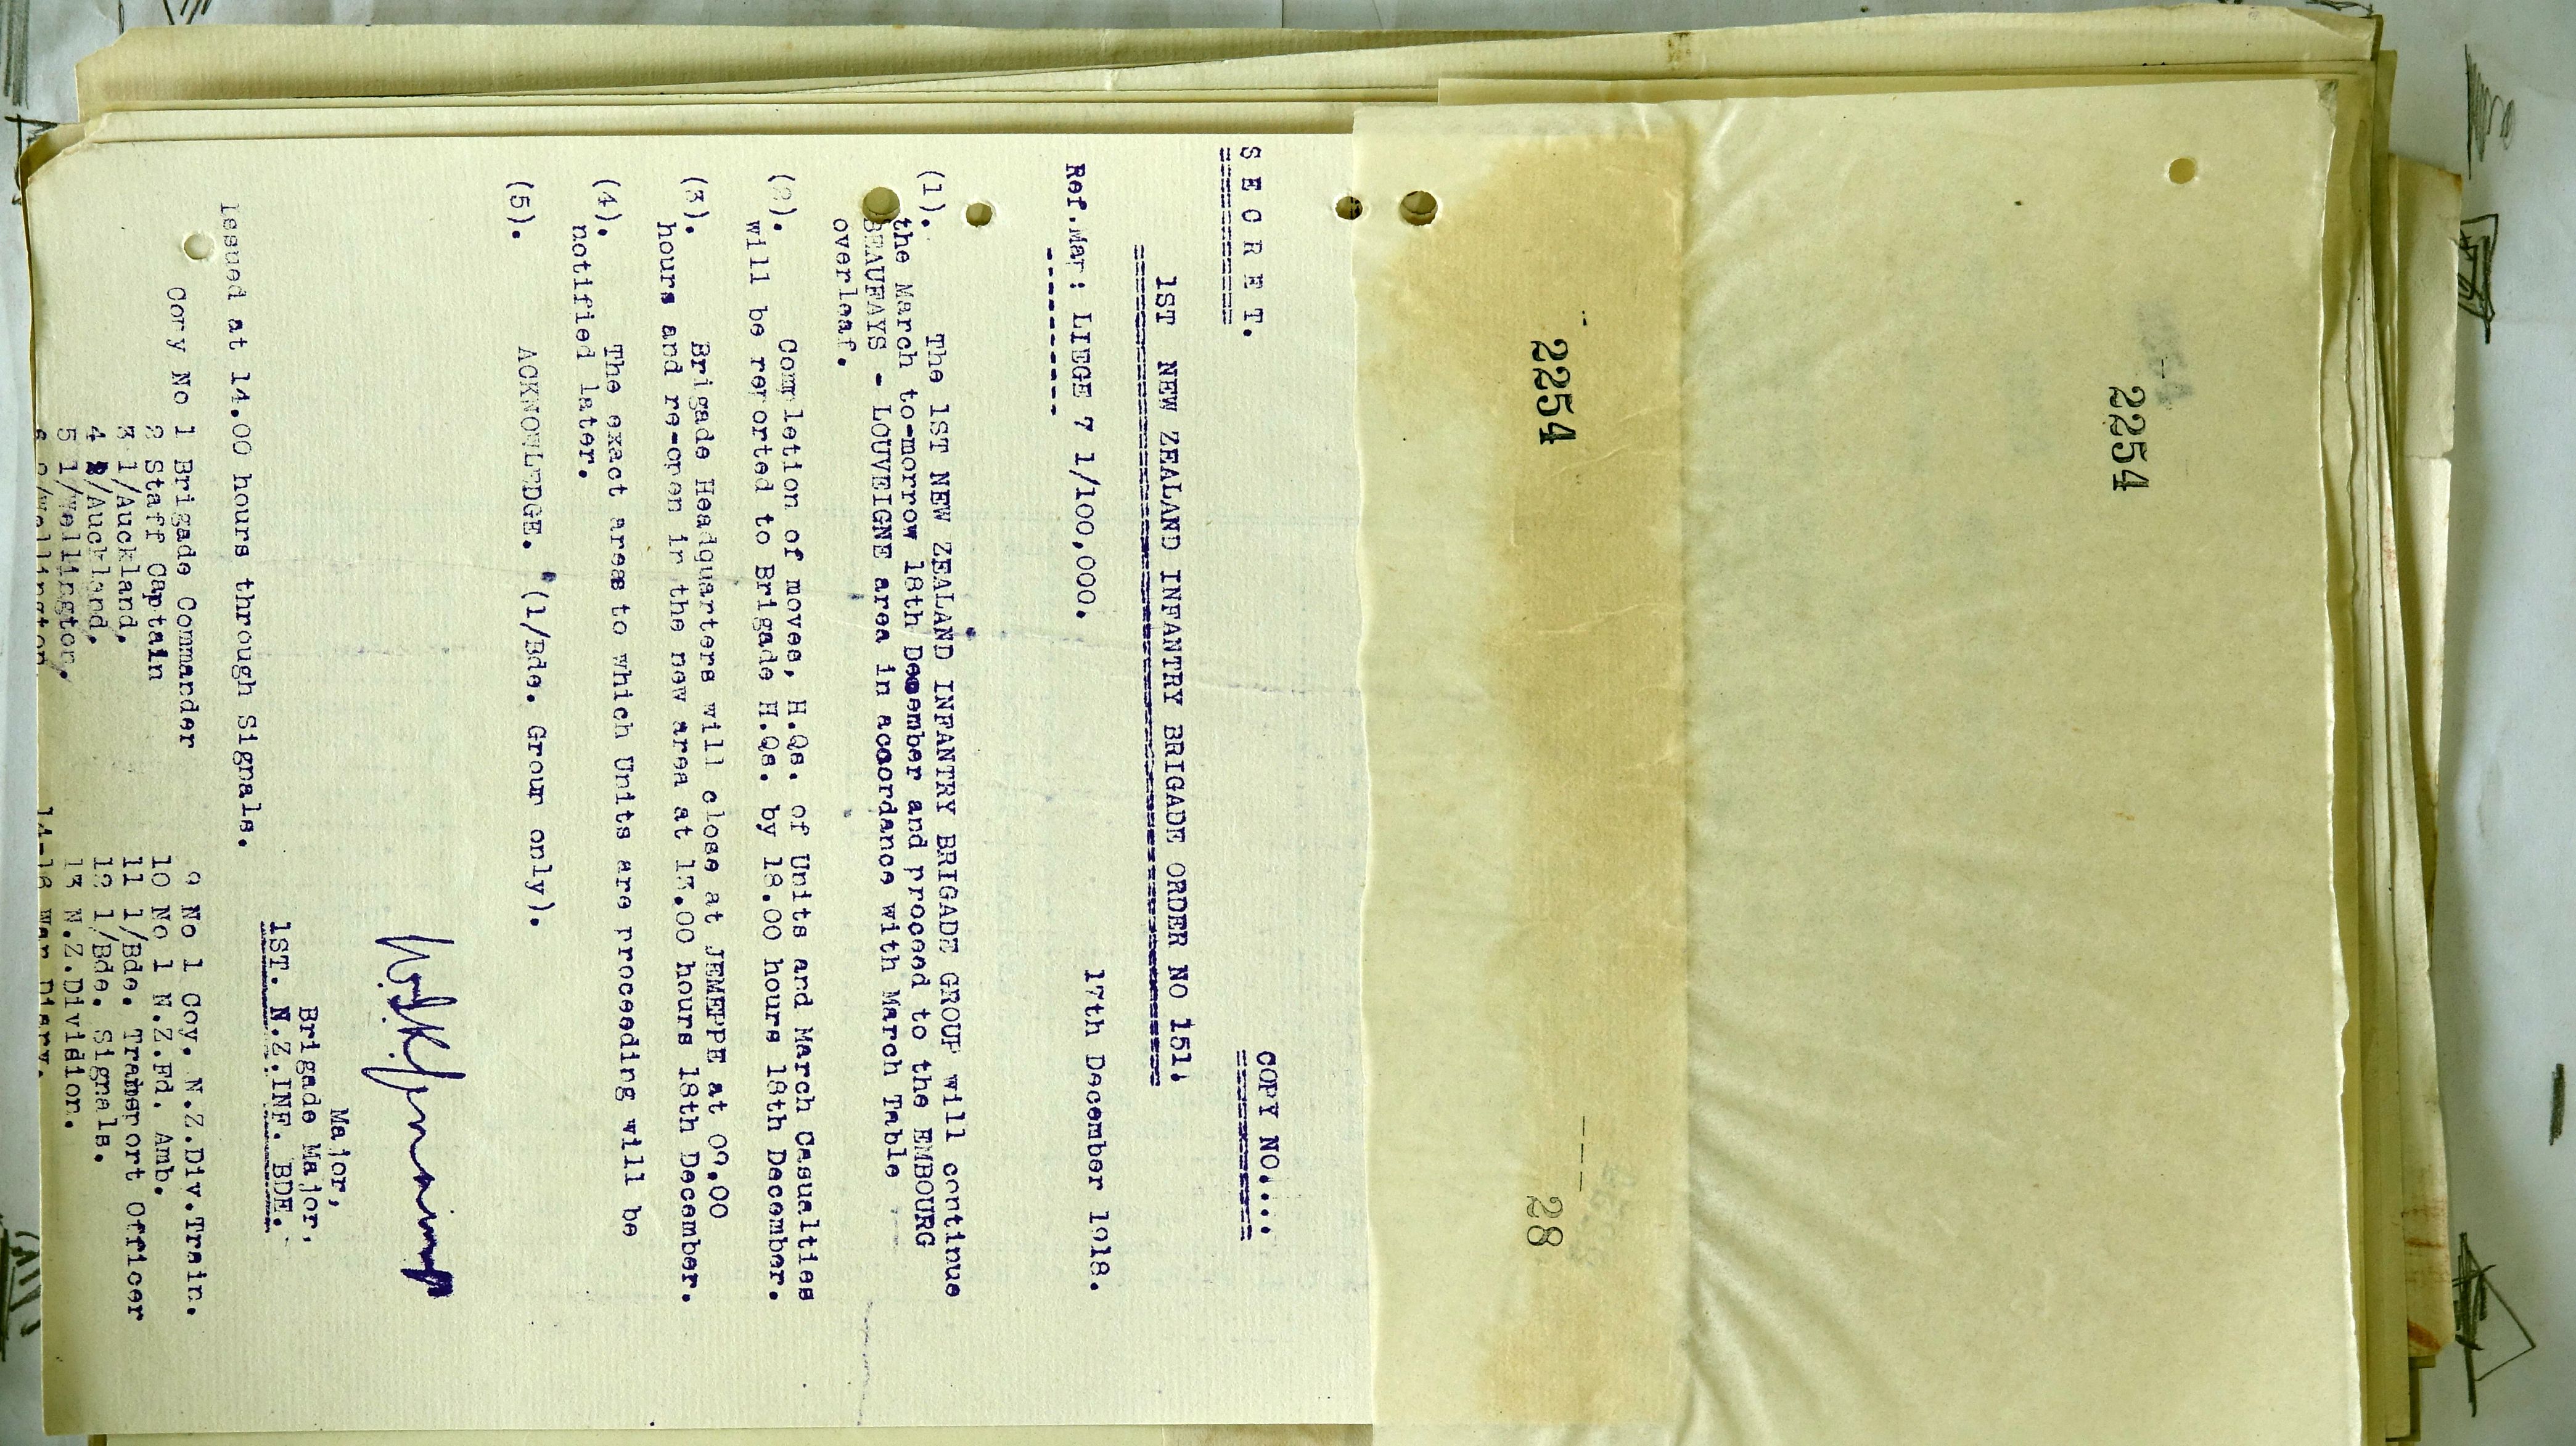 2254
2254
28
S E C R E T.
COPY NO....
1ST NEW ZEALAND INFANTRY BRIGADE ORDER NO 151.
17th December 1918.
Ref.Map : LIEGE 7 1/100,000.
(1). The 1ST NEW ZEALAND INFANTRY BRIGADE GROUP will continue
the March to-morrow 18th December and proceed to the EMBOURG
BEAUFAYS - LOUVEIGNE area in accordance with March Table
overleaf.
(2). Completion of moves, H.Qs. of Units and March Casualties
will be reported to Brigade H.Qs. by 18.00 hours 18th December.
(3). Brigade Headquarters will close at JEMEPPE at 09.00
hours and re-open in the new area at 13.00 hours 18th December.
(4). The exact areas to which Units are proceeding will be
notified later.
(5). ACKNOWLEDGE. (1/Bde. Group only).
Major,
Brigade Major,
1ST. N.Z.INF. BDE.
Issued at 14.00 hours through Signals.
Copy No 1 Brigade Commander
2 Staff Captain
3 1/Auckland,
4 2/Auckland,
5 1/Wellington,
6 2/Wellington
9 No 1 Coy. N.Z.Div.Train.
10 No 1 N.Z.Fd. Amb.
11 1/Bde. Transport Officer
12 1/Bde. Signals.
13 N.Z.Division.
14-16 War Diary.